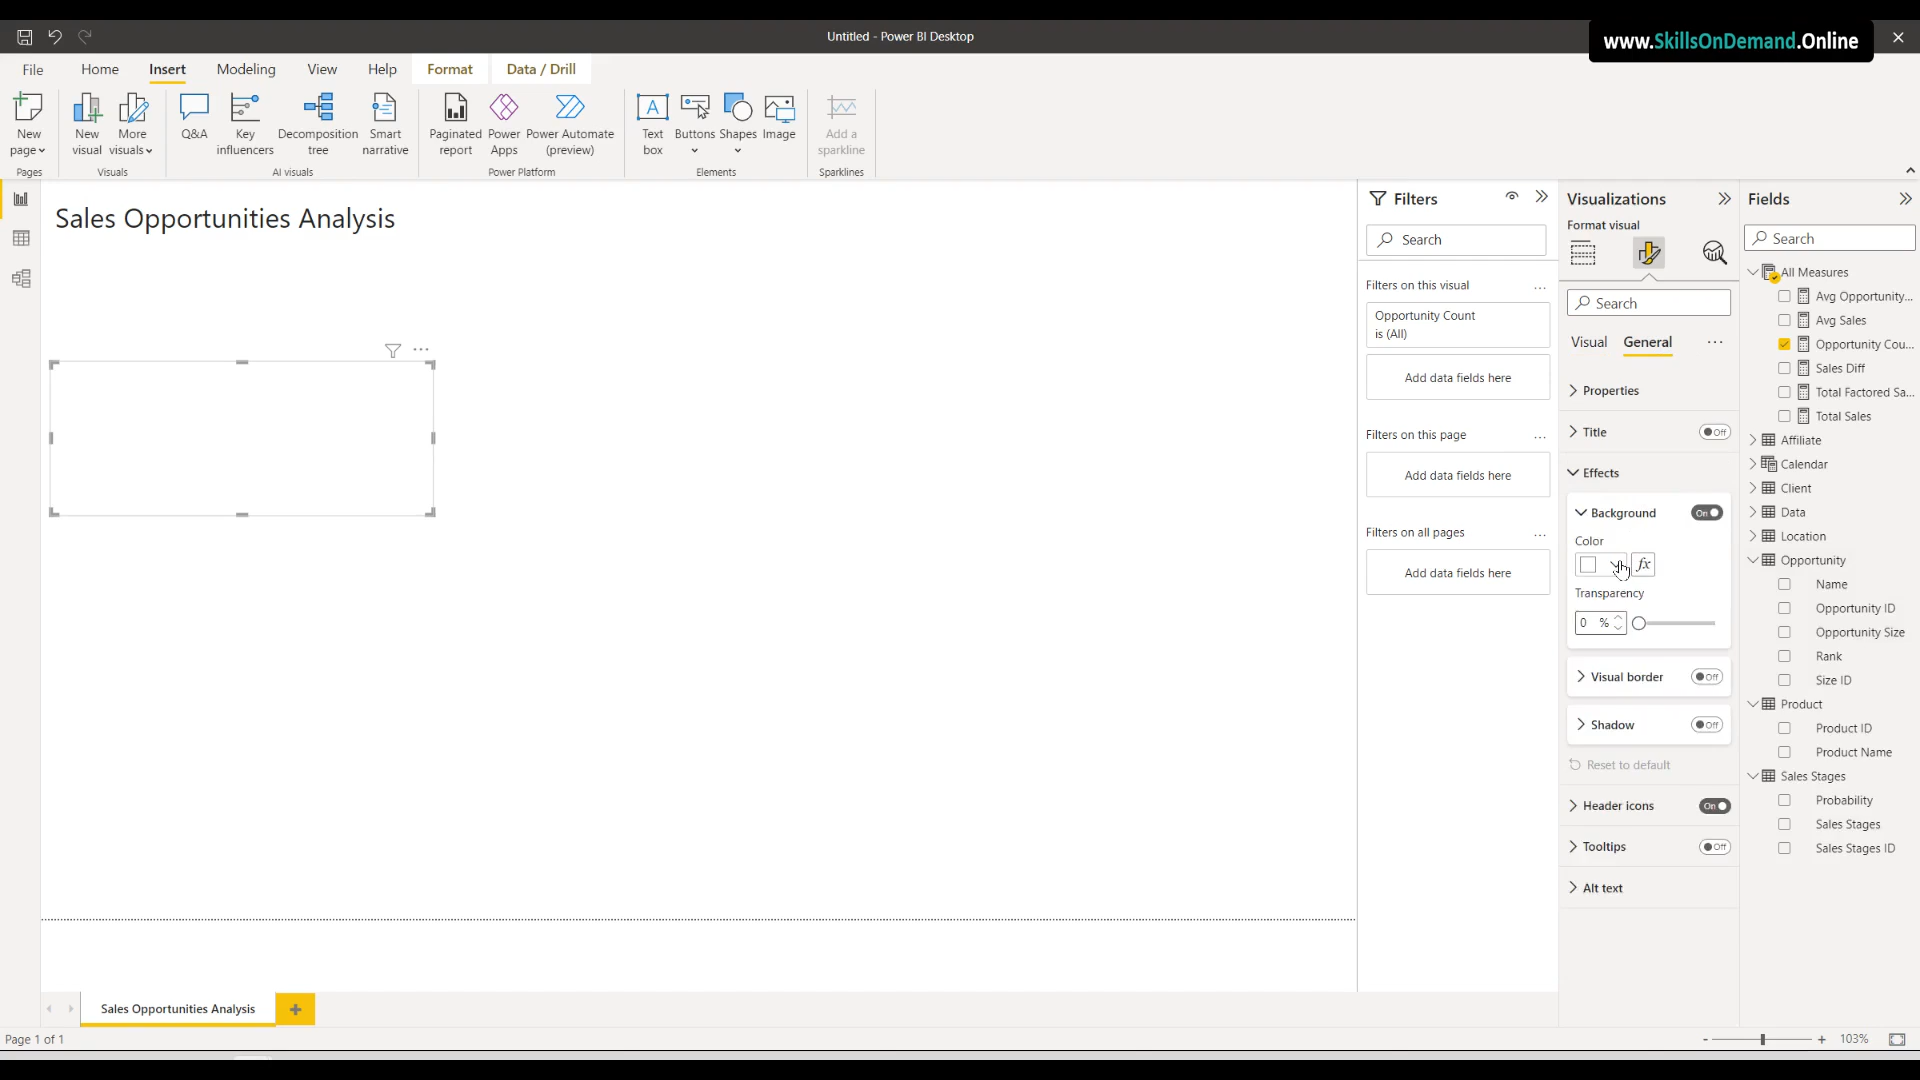 Untitled - Power BI Desktop
www.SkillsOnDemand.Online
File Home Insert Modeling View Help Format Data / Drill
New page
New visual
More visuals
Q&A
Key influencers
Decomposition tree
Smart narrative
Paginated report
Power Apps
Power Automate (preview)
Text box
Buttons
Shapes
Image
Add a sparkline
Pages Visuals AI visuals Power Platform Elements Sparklines
Sales Opportunities Analysis
Filters
Search
Filters on this visual
Opportunity Count
is (All)
Add data fields here
Filters on this page
Add data fields here
Filters on all pages
Add data fields here
Visualizations
Format visual
Search
Visual General
Properties
Title Off
Effects
Background On
Color
fx
Transparency
0 %
Visual border Off
Shadow Off
Reset to default
Header icons On
Tooltips Off
Alt text
Fields
Search
All Measures
Avg Opportunity...
Avg Sales
Opportunity Cou...
Sales Diff
Total Factored Sa...
Total Sales
Affiliate
Calendar
Client
Data
Location
Opportunity
Name
Opportunity ID
Opportunity Size
Rank
Size ID
Product
Product ID
Product Name
Sales Stages
Probability
Sales Stages
Sales Stages ID
Sales Opportunities Analysis
Page 1 of 1
- + 103%